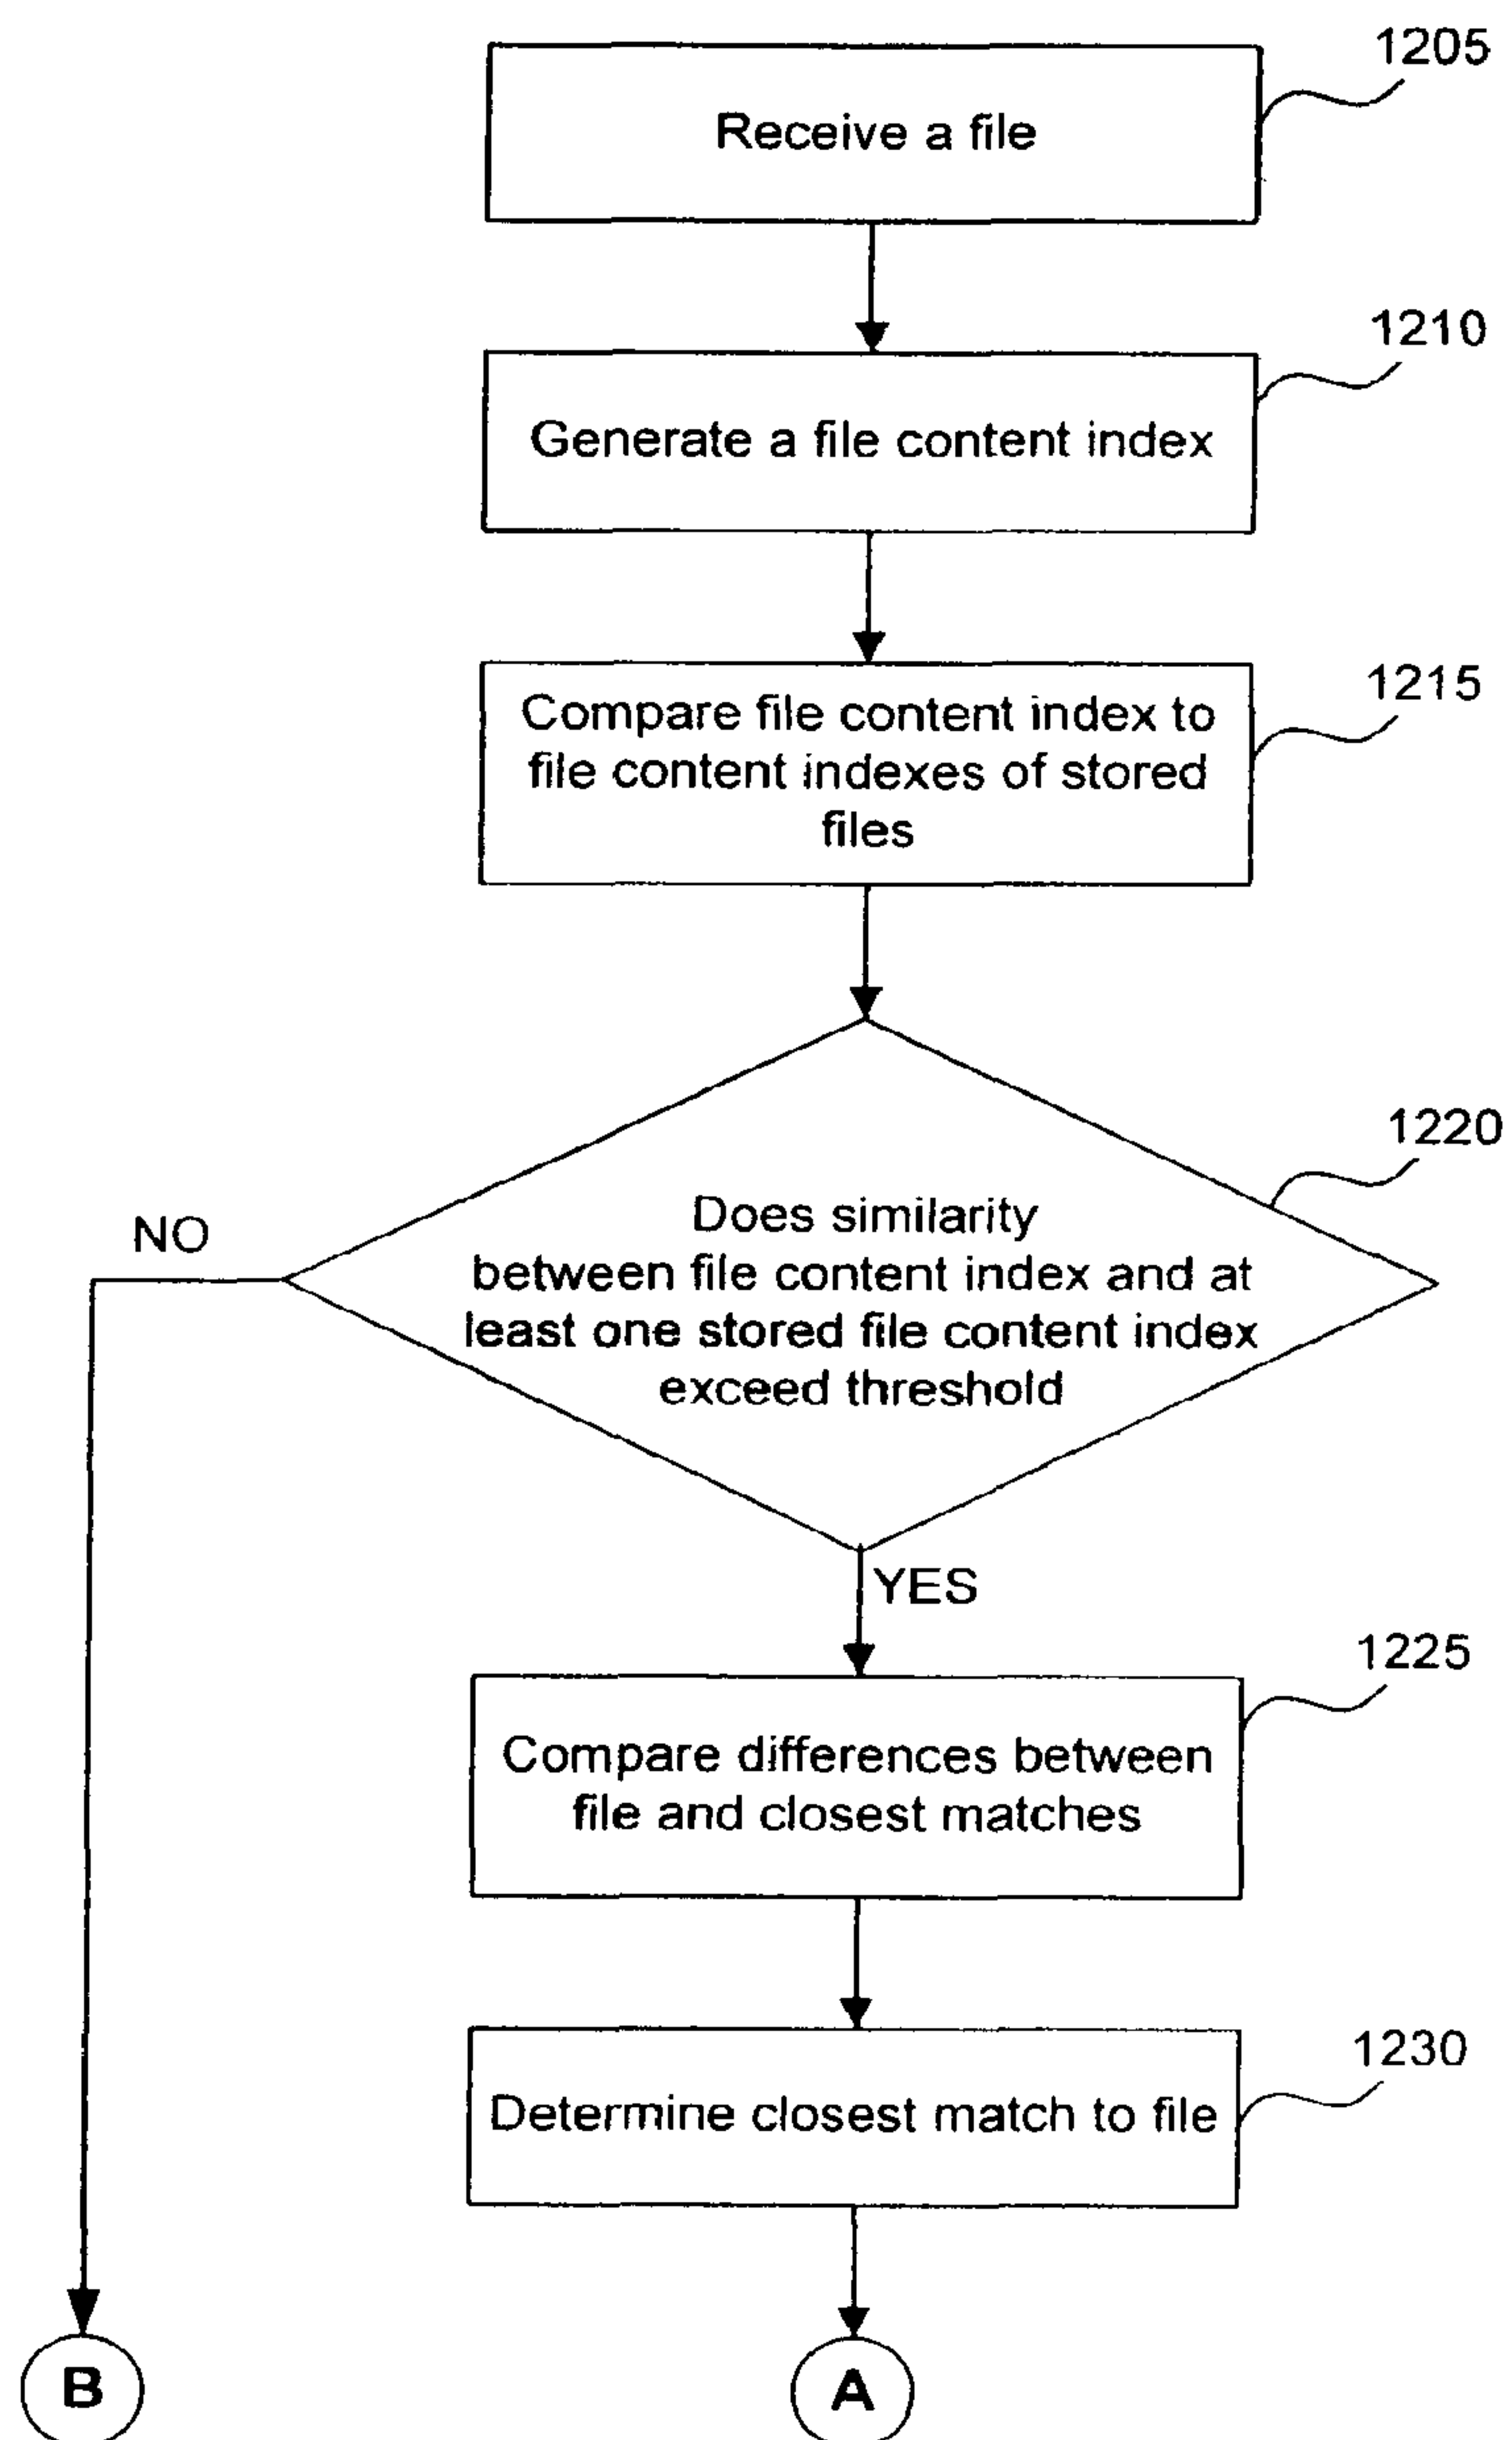 1205
Receive a file
1210
Generate a file content index
1215
Compare file content index to
file content indexes of stored
files
1220
NO
Does similarity
between file content index and at
least one stored file content index
exceed threshold
YES
1225
Compare differences between
file and closest matches
1230
Determine closest match to file
B
A